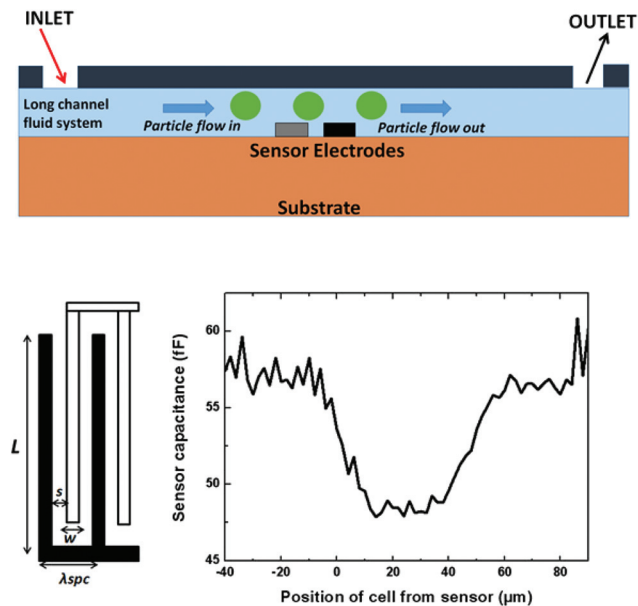 INLET
OUTLET
Long channel
fluid system
Particle flow in
Particle flow out
Sensor Electrodes
Substrate
L
s
w
λspc
Sensor capacitance (fF)
60
55
50
45
-40 -20 0 20 40 60 80
Position of cell from sensor (µm)